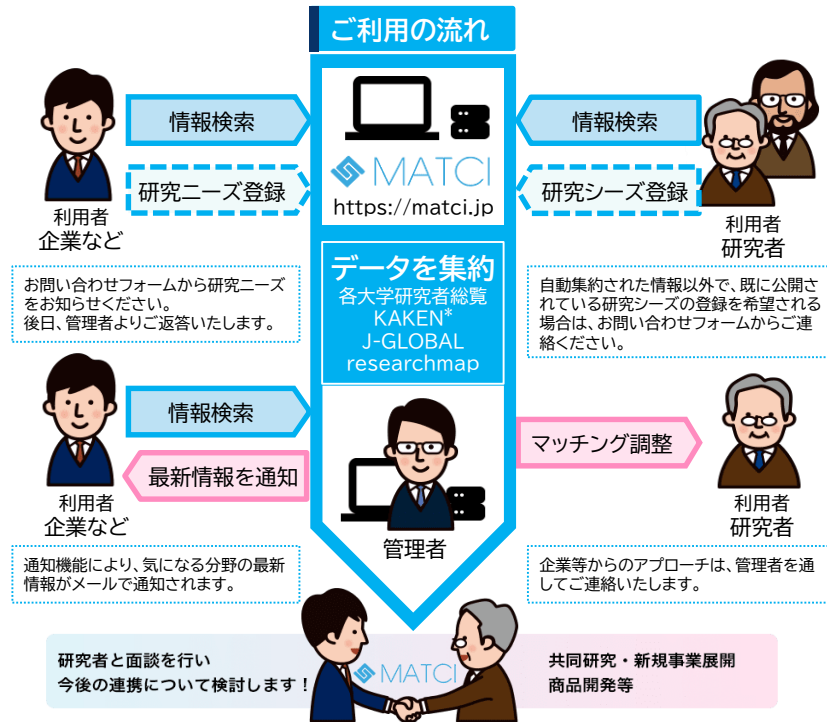 ご利用の流れ
情報検索
研究ニーズ登録
利用者
企業など
MATCI
https://matci.jp
情報検索
研究シーズ登録
利用者
研究者
お問い合わせフォームから研究ニーズ
をお知らせください。
後日、管理者よりご返答いたします。
データを集約
各大学研究者総覧
KAKEN*
J-GLOBAL
researchmap
自動集約された情報以外で、既に公開
されている研究シーズの登録を希望される
場合は、お問い合わせフォームからご連
絡ください。
情報検索
最新情報を通知
利用者
企業など
管理者
マッチング調整
利用者
研究者
通知機能により、気になる分野の最新
情報がメールで通知されます。
企業等からのアプローチは、管理者を通
してご連絡いたします。
研究者と面談を行い
今後の連携について検討します！
MATCI
共同研究・新規事業展開
商品開発等